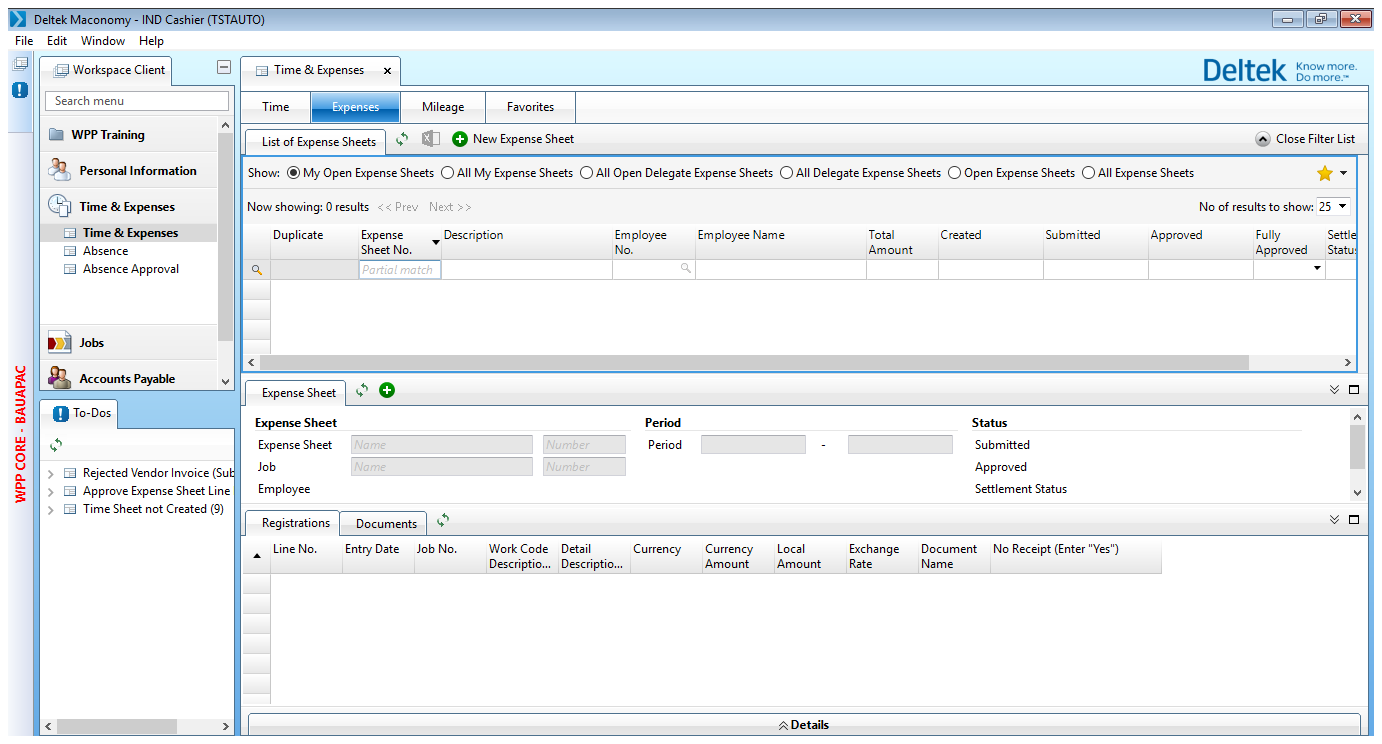 Deltek Maconomy - IND Cashier (TSTAUTO)
File Edit Window Help
Workspace Client
Search menu
WPP Training
Personal Information
Time & Expenses
Time & Expenses
Absence
Absence Approval
Jobs
Accounts Payable
WPP CORE - BAUAPAC
To-Dos
Rejected Vendor Invoice (Sub
Approve Expense Sheet Line
Time Sheet not Created (9)
Time & Expenses
Deltek Know more. Do more.™
Time Expenses Mileage Favorites
List of Expense Sheets New Expense Sheet Close Filter List
Show: My Open Expense Sheets All My Expense Sheets All Open Delegate Expense Sheets All Delegate Expense Sheets Open Expense Sheets All Expense Sheets
Now showing: 0 results << Prev Next >> No of results to show: 25
Duplicate Expense Sheet No. Description Employee No. Employee Name Total Amount Created Submitted Approved Fully Approved Settle Status
Partial match
Expense Sheet
Expense Sheet Period Status
Expense Sheet Name Number Period - Submitted
Job Name Number Approved
Employee Settlement Status
Registrations Documents
Line No. Entry Date Job No. Work Code Descriptio... Detail Descriptio... Currency Currency Amount Local Amount Exchange Rate Document Name No Receipt (Enter "Yes")
Details